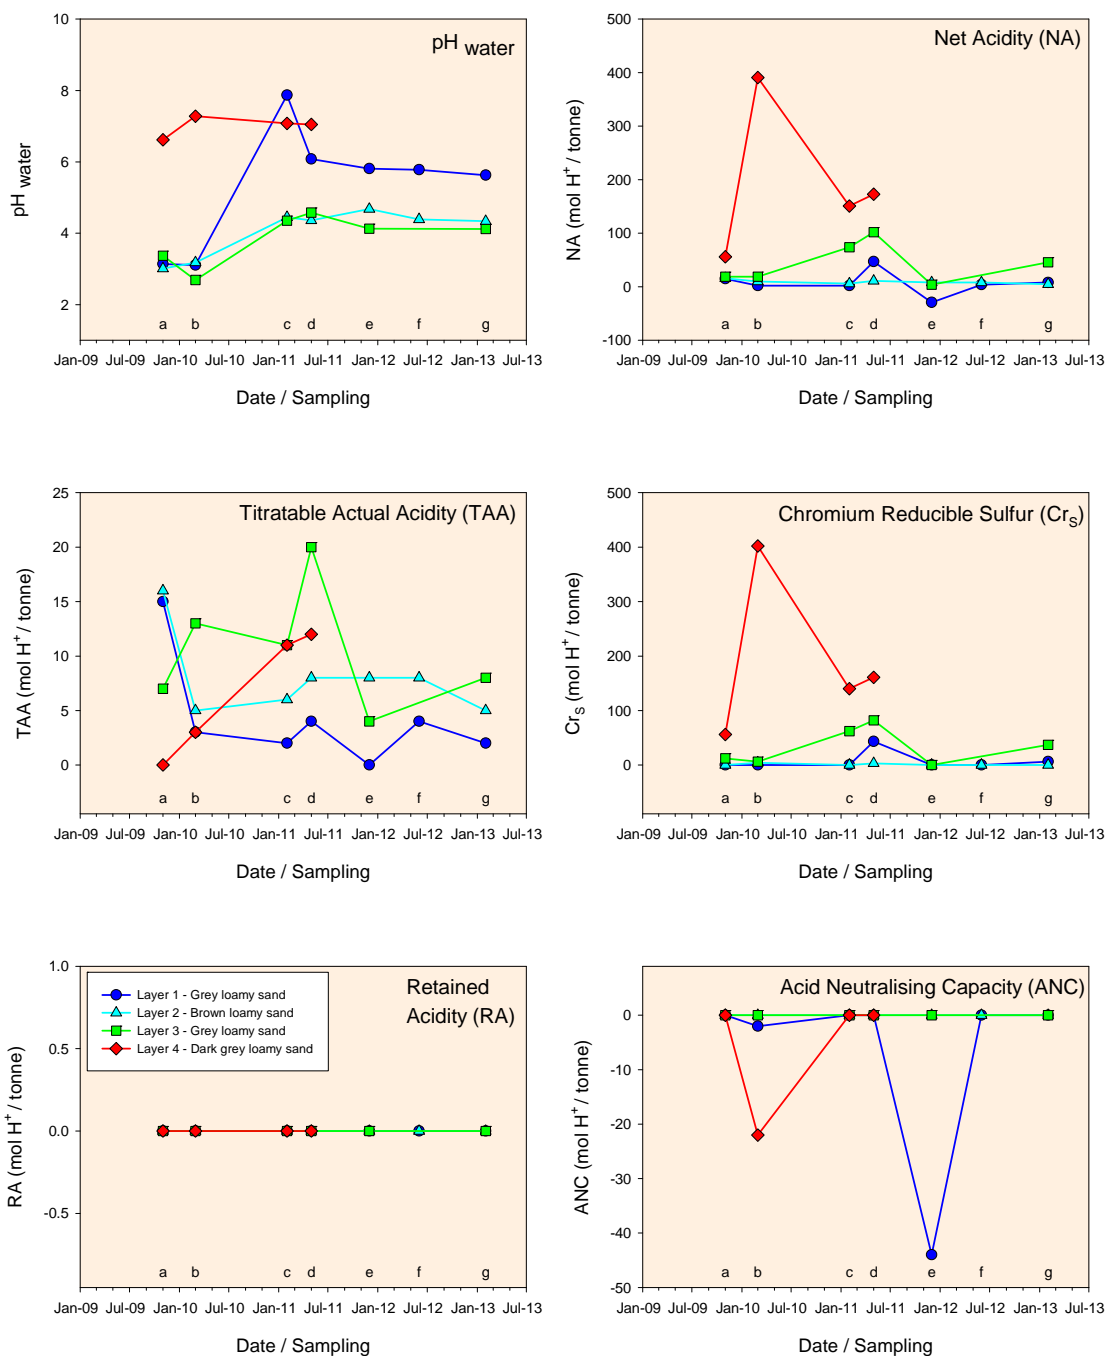 pH water
10
8
6
4
2
pH water
a b c d e f g
Jan-09 Jul-09 Jan-10 Jul-10 Jan-11 Jul-11 Jan-12 Jul-12 Jan-13 Jul-13
Date / Sampling
Net Acidity (NA)
500
400
300
200
100
0
-100
NA (mol H⁺ / tonne)
a b c d e f g
Jan-09 Jul-09 Jan-10 Jul-10 Jan-11 Jul-11 Jan-12 Jul-12 Jan-13 Jul-13
Date / Sampling
Titratable Actual Acidity (TAA)
25
20
15
10
5
0
TAA (mol H⁺ / tonne)
a b c d e f g
Jan-09 Jul-09 Jan-10 Jul-10 Jan-11 Jul-11 Jan-12 Jul-12 Jan-13 Jul-13
Date / Sampling
Chromium Reducible Sulfur (CrS)
500
400
300
200
100
0
CrS (mol H⁺ / tonne)
a b c d e f g
Jan-09 Jul-09 Jan-10 Jul-10 Jan-11 Jul-11 Jan-12 Jul-12 Jan-13 Jul-13
Date / Sampling
Retained
Acidity (RA)
Layer 1 - Grey loamy sand
Layer 2 - Brown loamy sand
Layer 3 - Grey loamy sand
Layer 4 - Dark grey loamy sand
1.0
0.5
0.0
-0.5
RA (mol H⁺ / tonne)
a b c d e f g
Jan-09 Jul-09 Jan-10 Jul-10 Jan-11 Jul-11 Jan-12 Jul-12 Jan-13 Jul-13
Date / Sampling
Acid Neutralising Capacity (ANC)
0
-10
-20
-30
-40
-50
ANC (mol H⁺ / tonne)
a b c d e f g
Jan-09 Jul-09 Jan-10 Jul-10 Jan-11 Jul-11 Jan-12 Jul-12 Jan-13 Jul-13
Date / Sampling